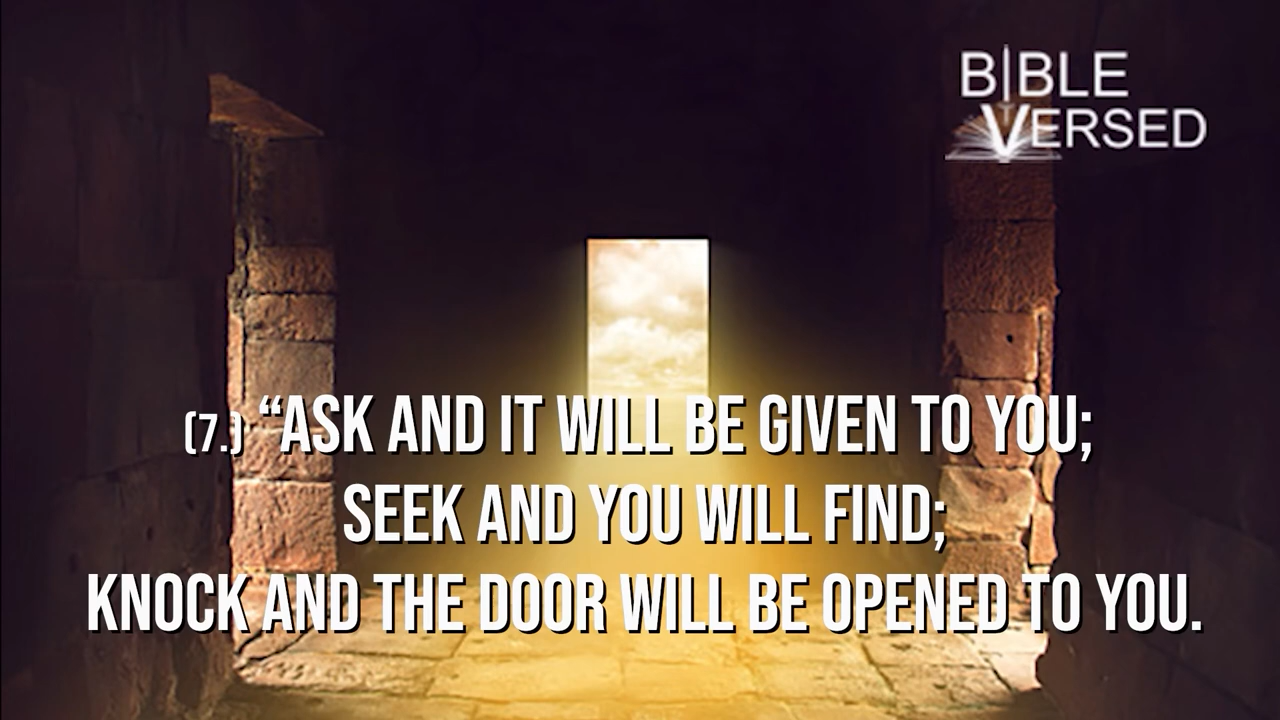 BIBLE
VERSED
(7.) “ASK AND IT WILL BE GIVEN TO YOU;
SEEK AND YOU WILL FIND;
KNOCK AND THE DOOR WILL BE OPENED TO YOU.